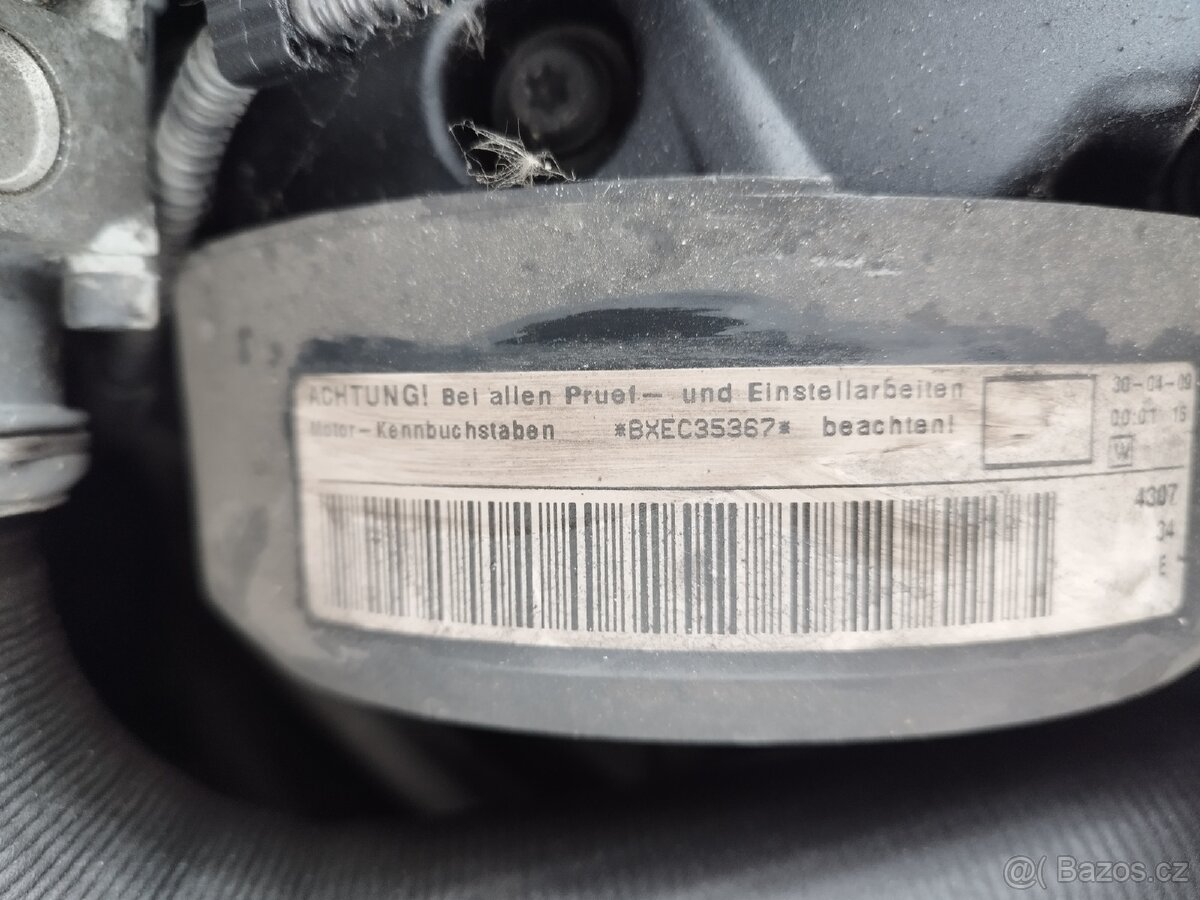 ACHTUNG! Bei allen Pruef- und Einstellarbeiten
Motor-Kennbuchstaben *BXEC35367* beachten!
30-04-09
00:01 15
4307
34
E
@( Bazos.cz